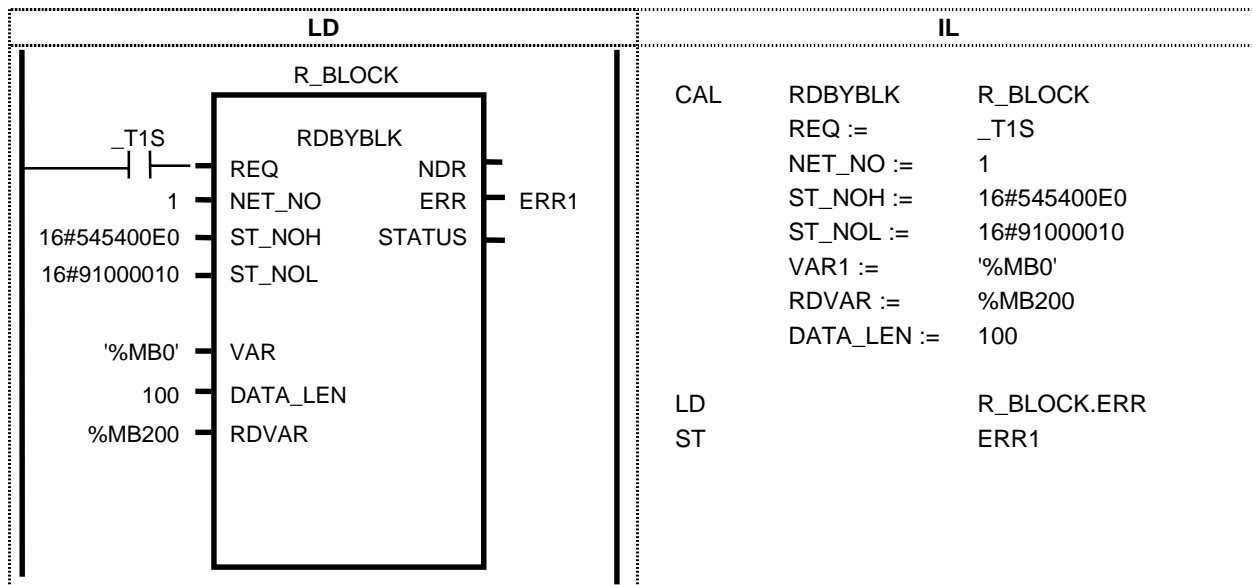 LD
IL
R_BLOCK
RDBYBLK
_T1S
REQ NDR
1 NET_NO ERR ERR1
16#545400E0 ST_NOH STATUS
16#91000010 ST_NOL
'%MB0' VAR
100 DATA_LEN
%MB200 RDVAR
CAL RDBYBLK R_BLOCK
REQ := _T1S
NET_NO := 1
ST_NOH := 16#545400E0
ST_NOL := 16#91000010
VAR1 := '%MB0'
RDVAR := %MB200
DATA_LEN := 100
LD R_BLOCK.ERR
ST ERR1